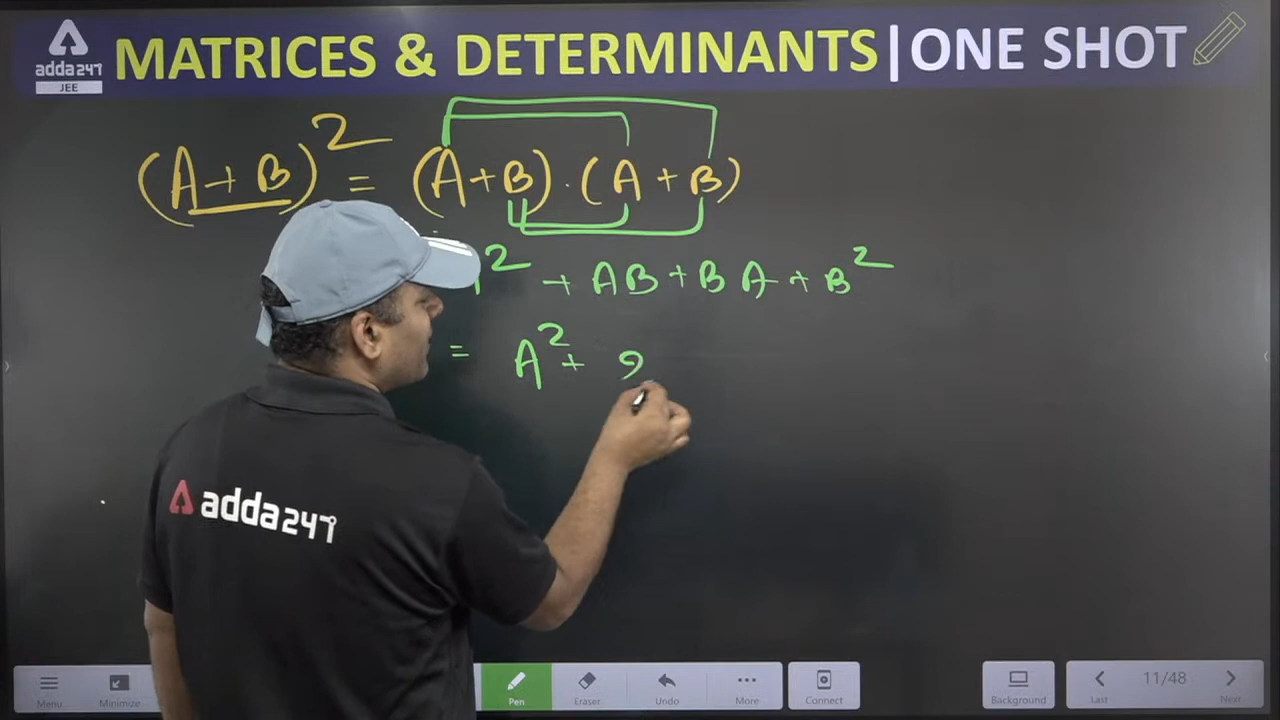 adda247
JEE
MATRICES & DETERMINANTS | ONE SHOT
(A+B)² = (A+B)·(A+B)
² + AB + BA + B²
= A² +
adda247
Menu
Minimize
Pen
Eraser
Undo
More
Connect
Background
Last
11/48
Next